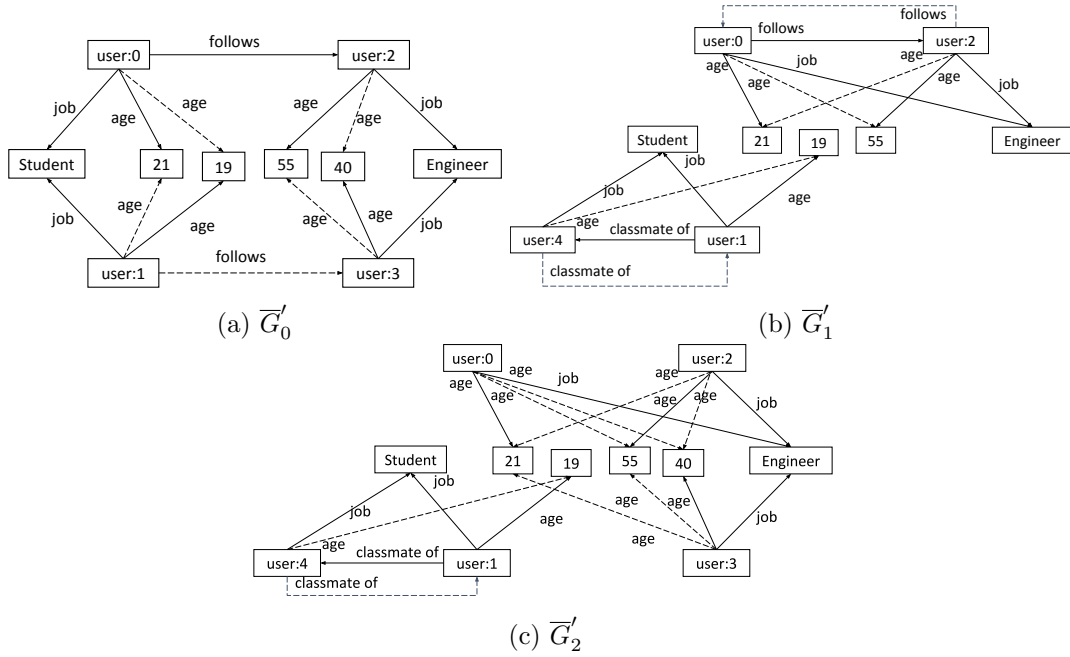 user:0
follows
user:2
job
age
age
age
age
job
Student
21
19
55
40
Engineer
job
age
age
age
age
job
user:1
follows
user:3
(a) G̅′₀
follows
user:0
follows
user:2
age
age
job
age
age
job
Student
21
19
55
Engineer
job
job
age
age
user:4
classmate of
user:1
classmate of
(b) G̅′₁
user:0
user:2
age
age
age
job
age
age
age
job
Student
21
19
55
40
Engineer
job
job
age
age
age
age
age
job
user:4
classmate of
user:1
user:3
classmate of
(c) G̅′₂